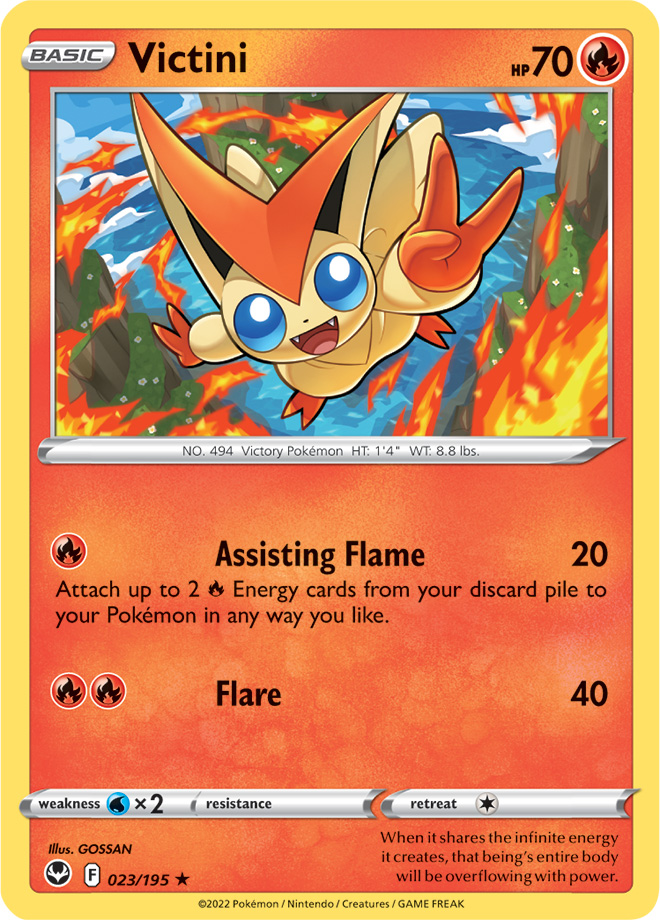 BASIC Victini HP70
NO. 494 Victory Pokémon HT: 1'4" WT: 8.8 lbs.
Assisting Flame 20
Attach up to 2 Energy cards from your discard pile to
your Pokémon in any way you like.
Flare 40
weakness ×2 resistance retreat
Illus. GOSSAN
F 023/195 ★
When it shares the infinite energy
it creates, that being's entire body
will be overflowing with power.
©2022 Pokémon / Nintendo / Creatures / GAME FREAK